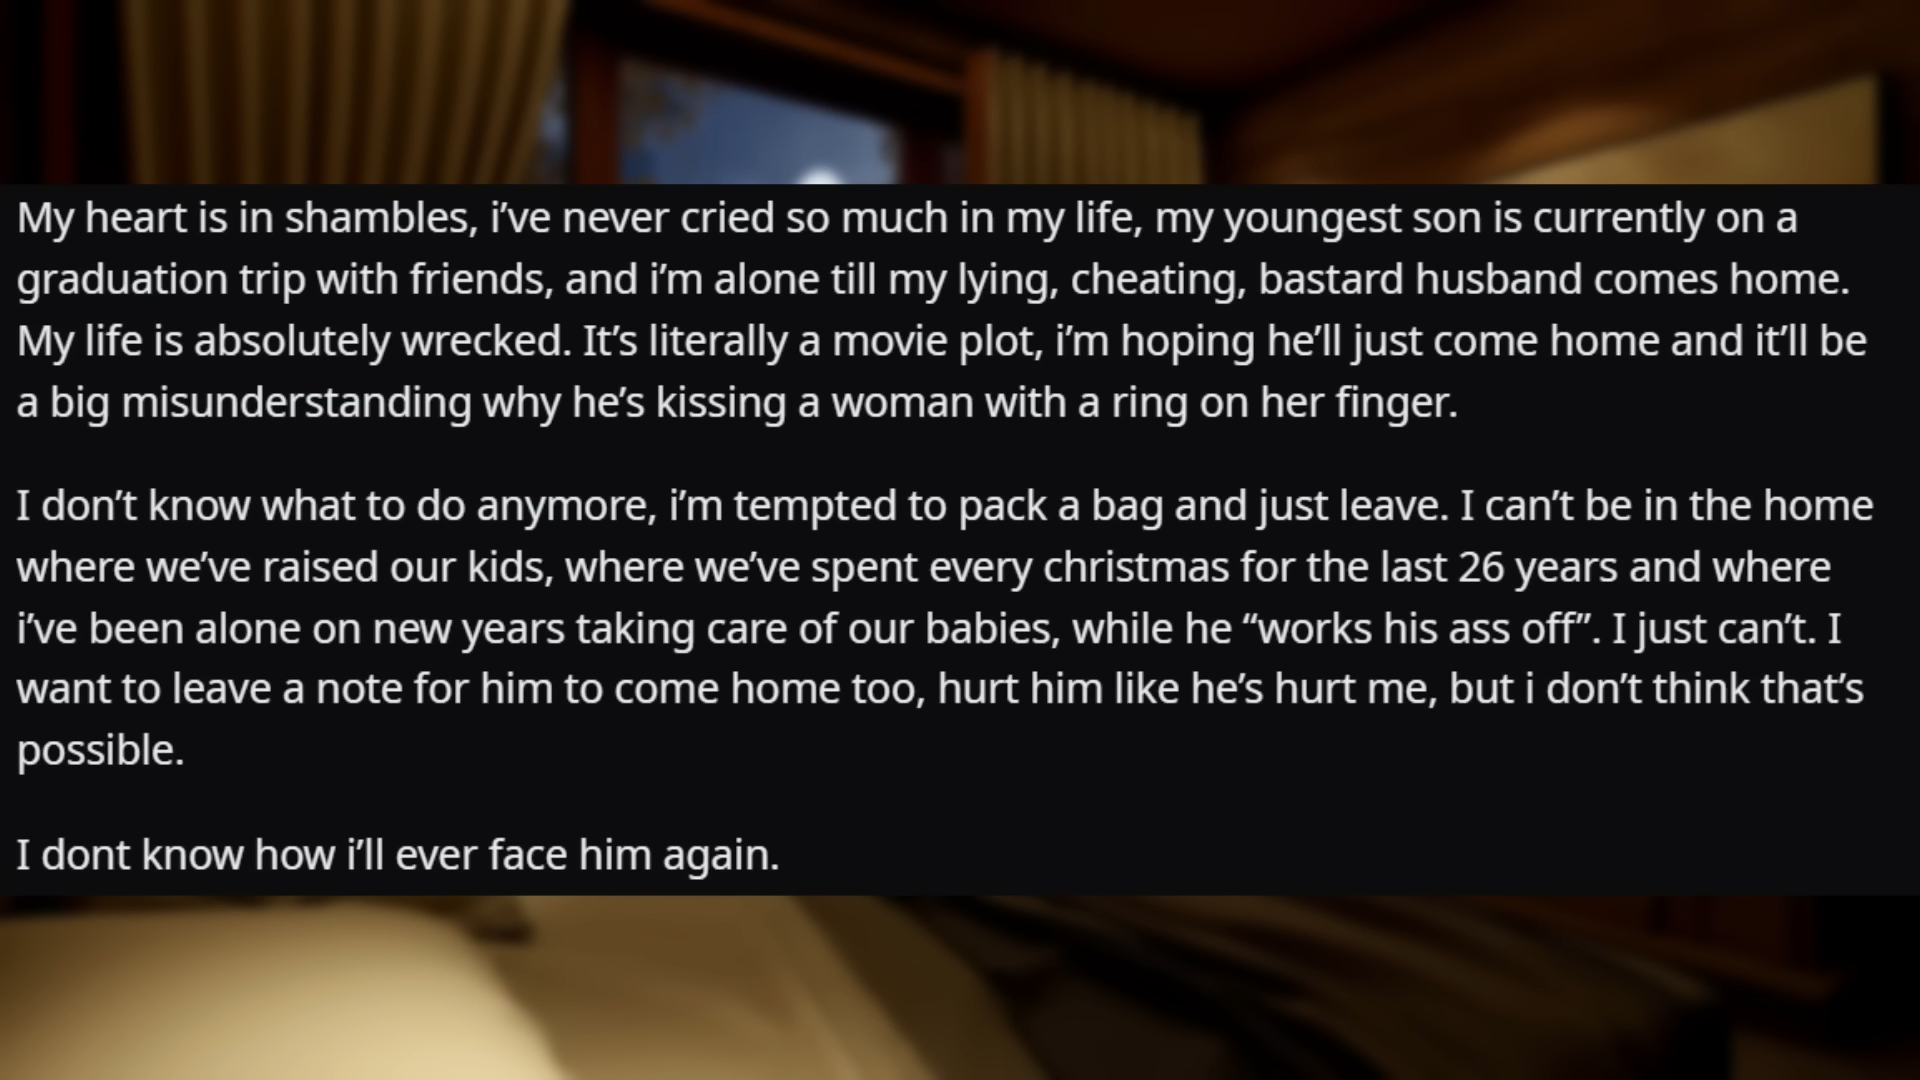 My heart is in shambles, i’ve never cried so much in my life, my youngest son is currently on a
graduation trip with friends, and i’m alone till my lying, cheating, bastard husband comes home.
My life is absolutely wrecked. It’s literally a movie plot, i’m hoping he’ll just come home and it’ll be
a big misunderstanding why he’s kissing a woman with a ring on her finger.
I don’t know what to do anymore, i’m tempted to pack a bag and just leave. I can’t be in the home
where we’ve raised our kids, where we’ve spent every christmas for the last 26 years and where
i’ve been alone on new years taking care of our babies, while he “works his ass off”. I just can’t. I
want to leave a note for him to come home too, hurt him like he’s hurt me, but i don’t think that’s
possible.
I dont know how i’ll ever face him again.